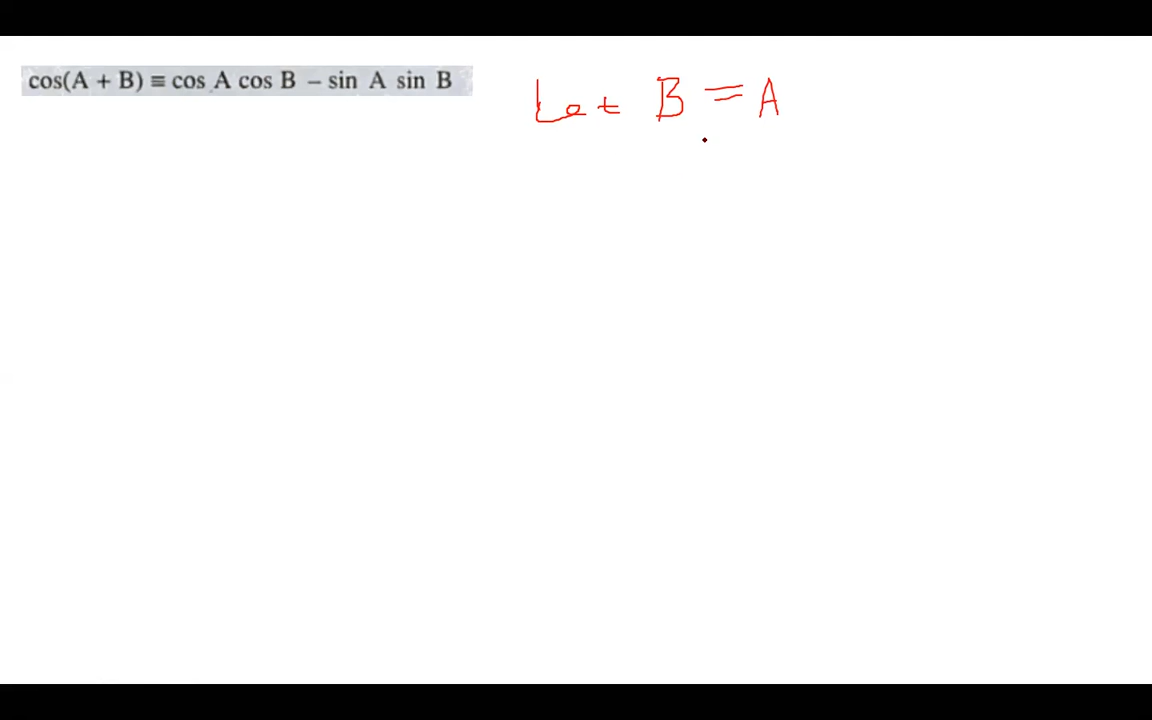 cos(A + B) ≡ cos A cos B – sin A sin B
Let B = A